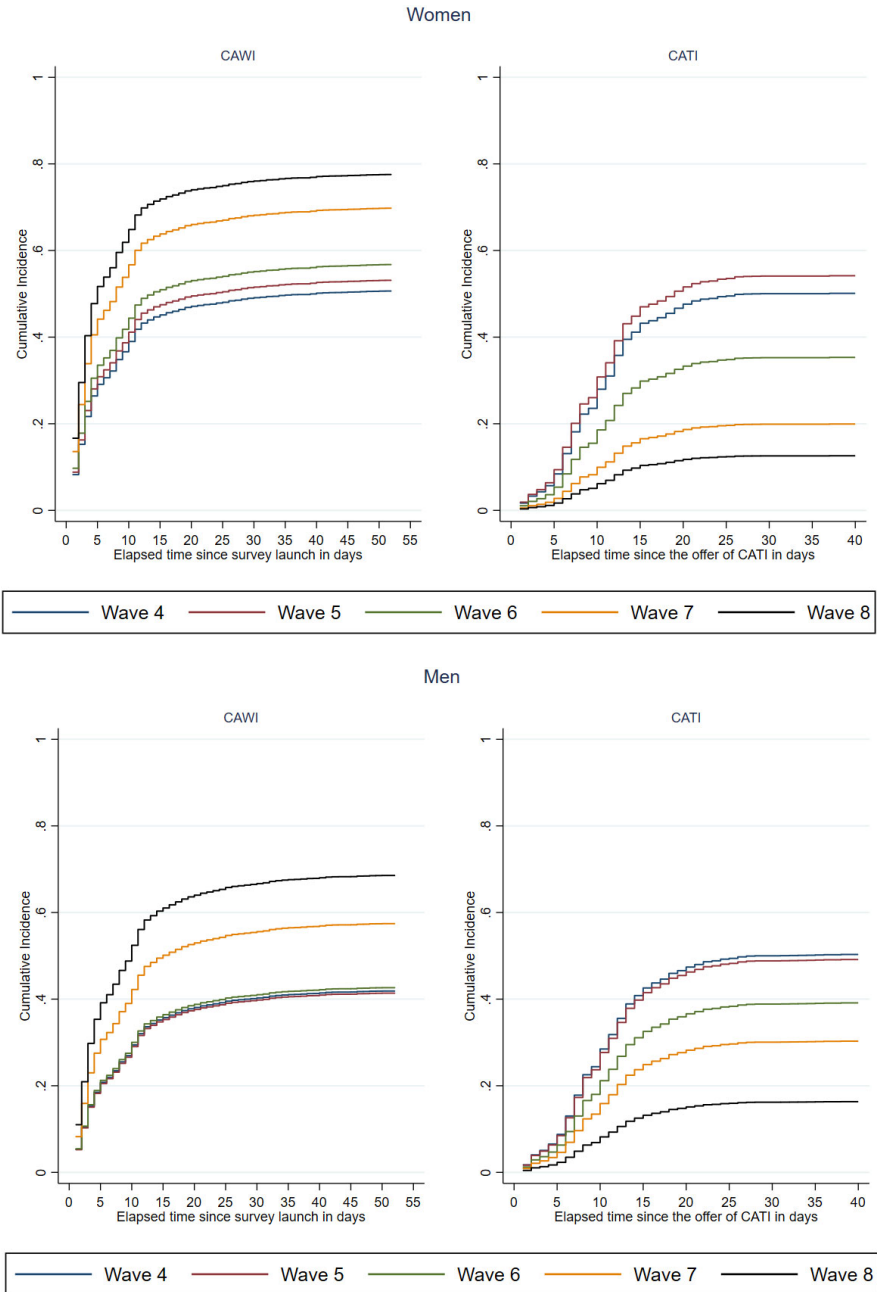 Women
CAWI
CATI
Cumulative Incidence
1
.8
.6
.4
.2
0
0 5 10 15 20 25 30 35 40 45 50 55
Elapsed time since survey launch in days
Cumulative Incidence
1
.8
.6
.4
.2
0
0 5 10 15 20 25 30 35 40
Elapsed time since the offer of CATI in days
Wave 4 Wave 5 Wave 6 Wave 7 Wave 8
Men
CAWI
CATI
Cumulative Incidence
1
.8
.6
.4
.2
0
0 5 10 15 20 25 30 35 40 45 50 55
Elapsed time since survey launch in days
Cumulative Incidence
1
.8
.6
.4
.2
0
0 5 10 15 20 25 30 35 40
Elapsed time since the offer of CATI in days
Wave 4 Wave 5 Wave 6 Wave 7 Wave 8